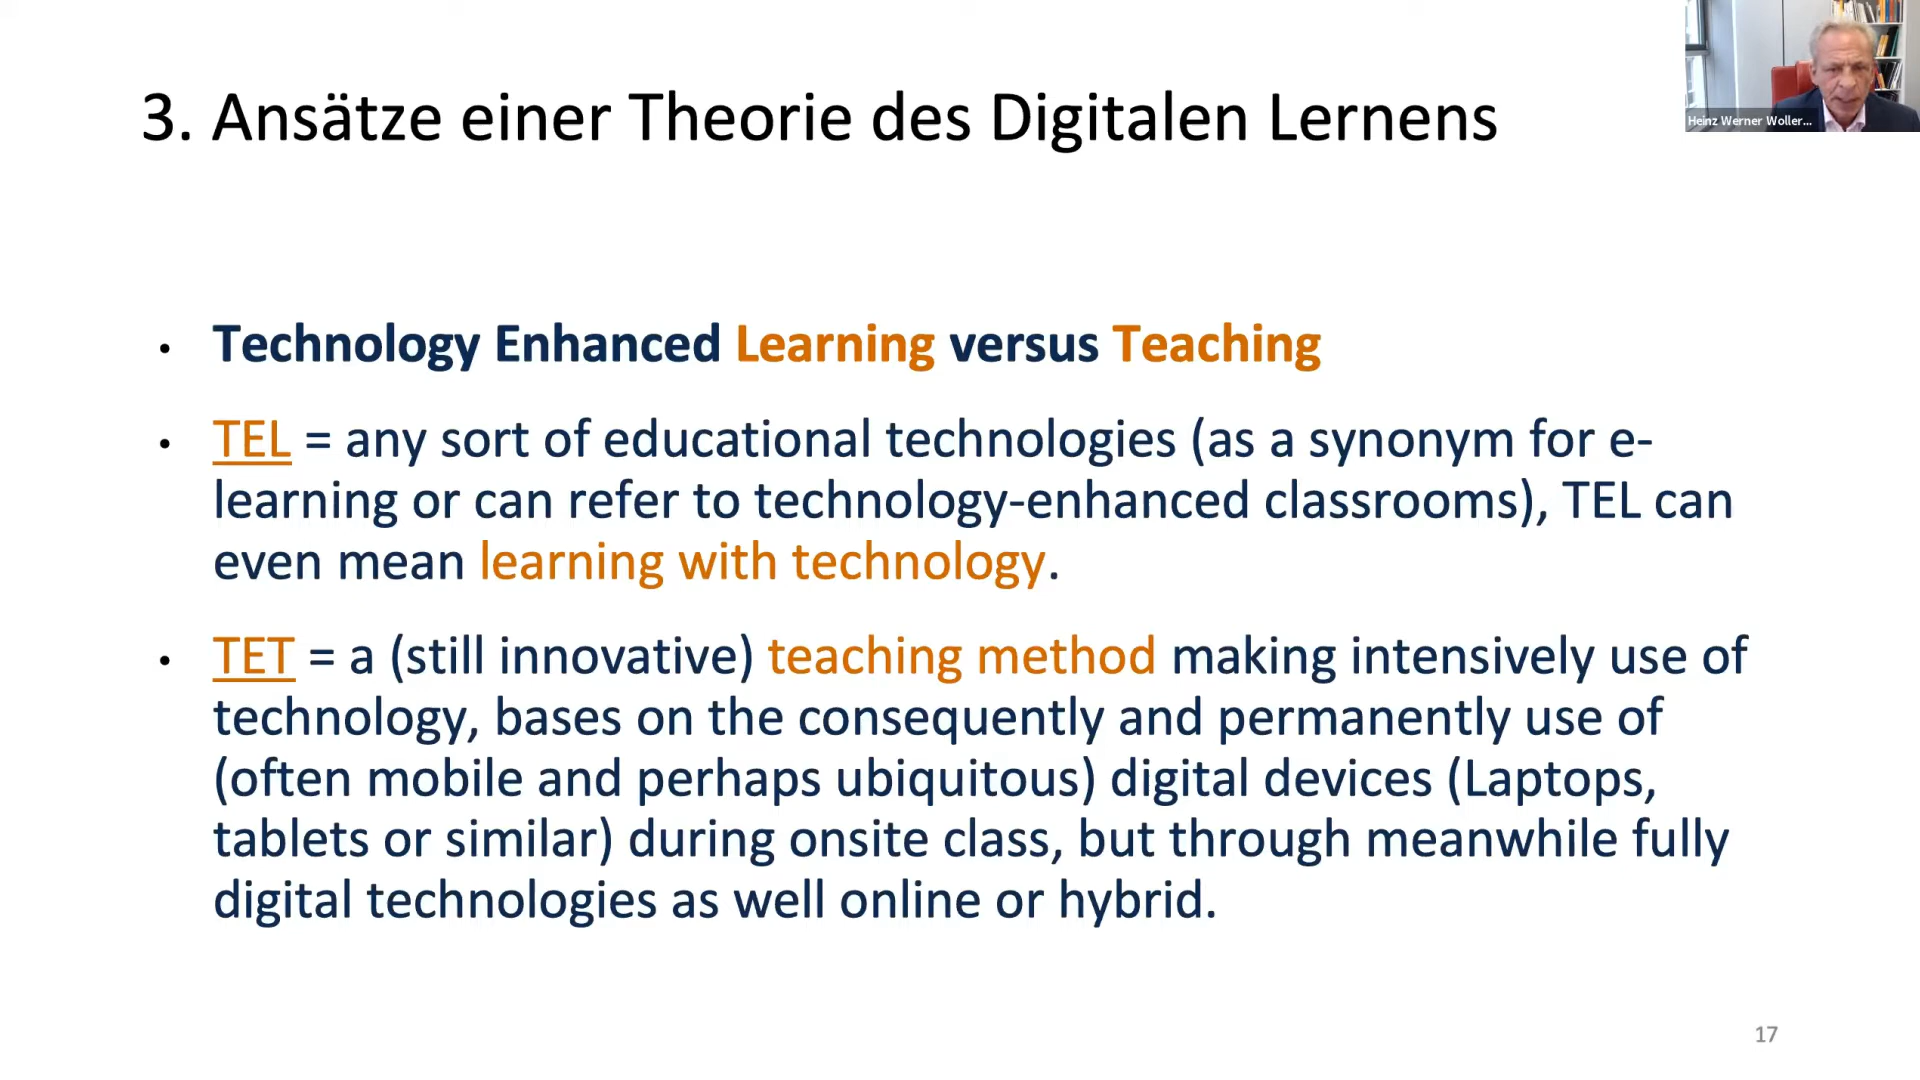 Heinz Werner Woller...
3. Ansätze einer Theorie des Digitalen Lernens
• Technology Enhanced Learning versus Teaching
• TEL = any sort of educational technologies (as a synonym for e-
learning or can refer to technology-enhanced classrooms), TEL can
even mean learning with technology.
• TET = a (still innovative) teaching method making intensively use of
technology, bases on the consequently and permanently use of
(often mobile and perhaps ubiquitous) digital devices (Laptops,
tablets or similar) during onsite class, but through meanwhile fully
digital technologies as well online or hybrid.
17